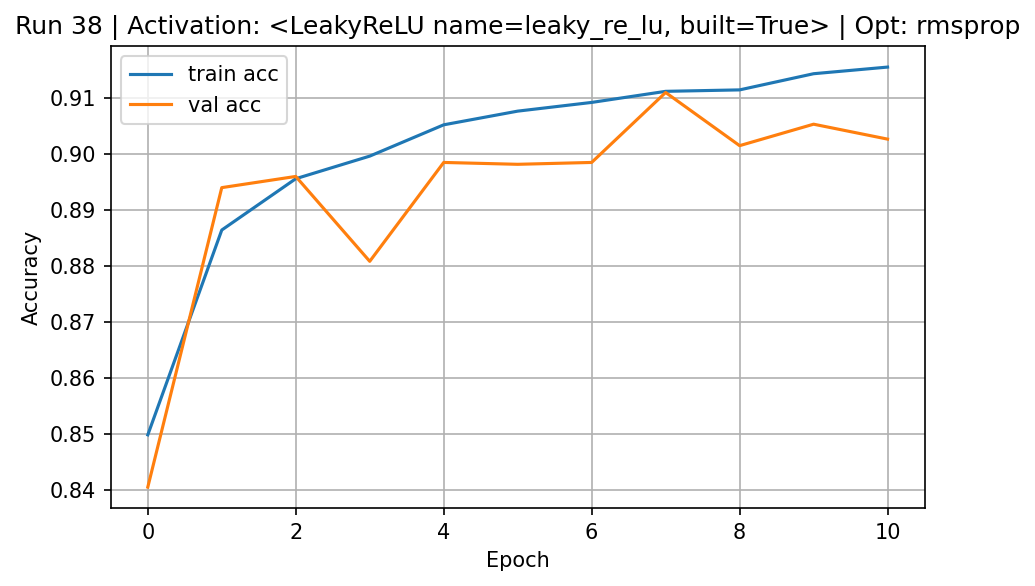 Run 38 | Activation: <LeakyReLU name=leaky_re_lu, built=True> | Opt: rmsprop
train acc
val acc
0.91
0.90
0.89
0.88
0.87
0.86
0.85
0.84
Accuracy
0 2 4 6 8 10
Epoch